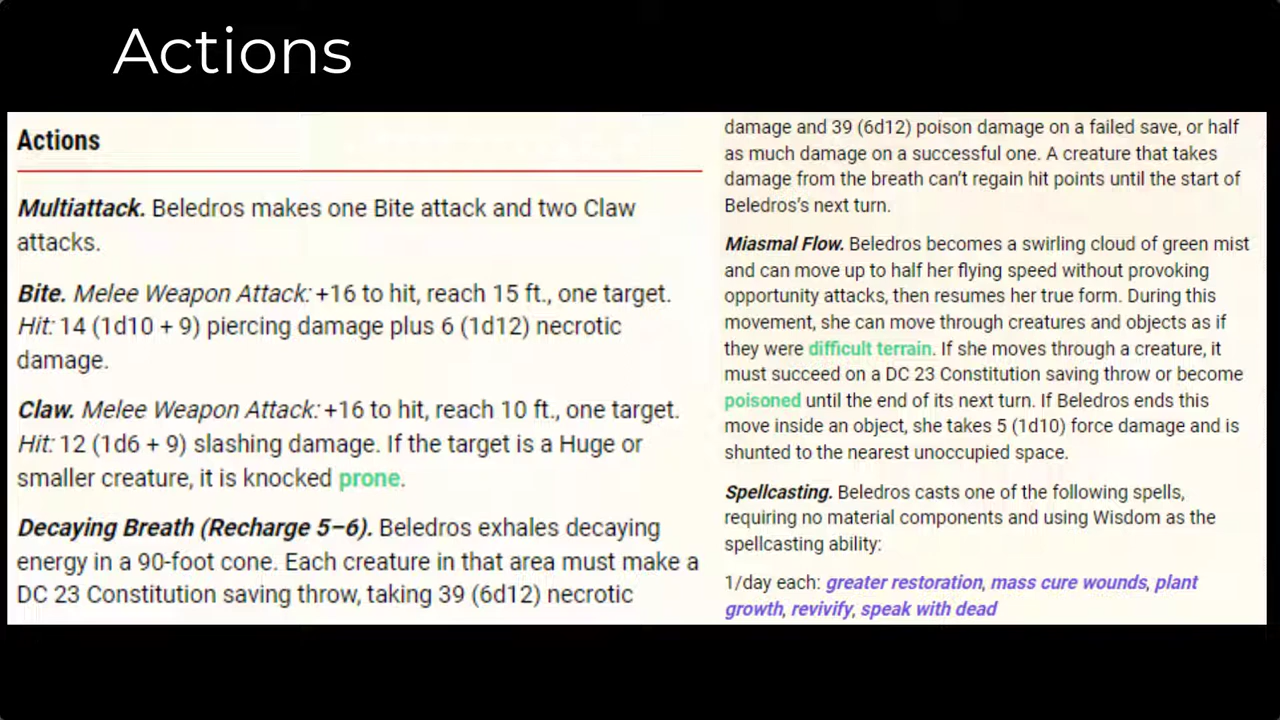 Actions
Actions
Multiattack. Beledros makes one Bite attack and two Claw
attacks.
Bite. Melee Weapon Attack: +16 to hit, reach 15 ft., one target.
Hit: 14 (1d10 + 9) piercing damage plus 6 (1d12) necrotic
damage.
Claw. Melee Weapon Attack: +16 to hit, reach 10 ft., one target.
Hit: 12 (1d6 + 9) slashing damage. If the target is a Huge or
smaller creature, it is knocked prone.
Decaying Breath (Recharge 5–6). Beledros exhales decaying
energy in a 90-foot cone. Each creature in that area must make a
DC 23 Constitution saving throw, taking 39 (6d12) necrotic
damage and 39 (6d12) poison damage on a failed save, or half
as much damage on a successful one. A creature that takes
damage from the breath can't regain hit points until the start of
Beledros's next turn.
Miasmal Flow. Beledros becomes a swirling cloud of green mist
and can move up to half her flying speed without provoking
opportunity attacks, then resumes her true form. During this
movement, she can move through creatures and objects as if
they were difficult terrain. If she moves through a creature, it
must succeed on a DC 23 Constitution saving throw or become
poisoned until the end of its next turn. If Beledros ends this
move inside an object, she takes 5 (1d10) force damage and is
shunted to the nearest unoccupied space.
Spellcasting. Beledros casts one of the following spells,
requiring no material components and using Wisdom as the
spellcasting ability:
1/day each: greater restoration, mass cure wounds, plant
growth, revivify, speak with dead